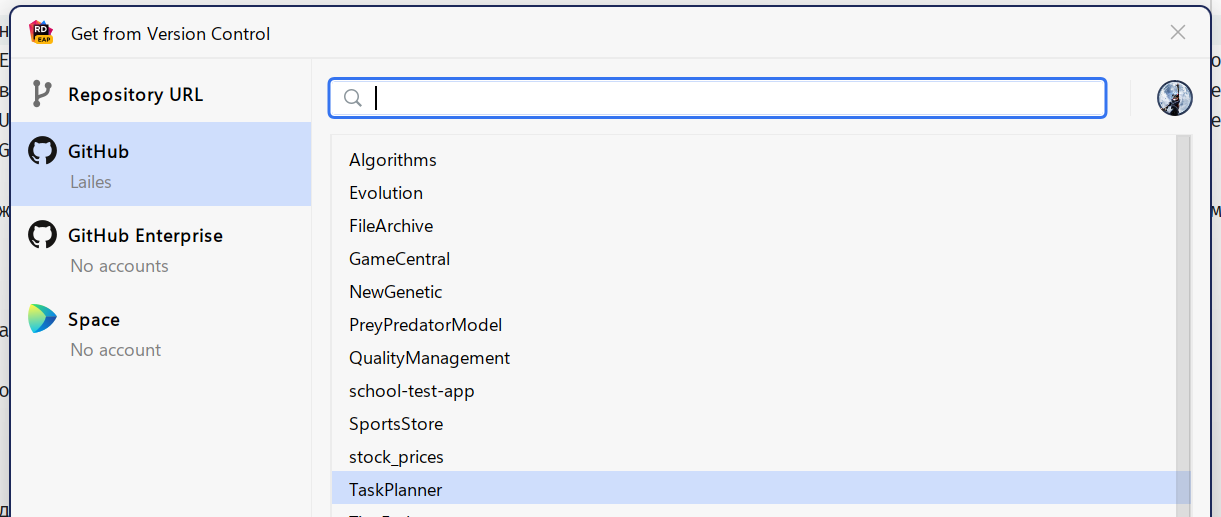 RD
EAP
Get from Version Control
Repository URL
GitHub
Lailes
GitHub Enterprise
No accounts
Space
No account
Algorithms
Evolution
FileArchive
GameCentral
NewGenetic
PreyPredatorModel
QualityManagement
school-test-app
SportsStore
stock_prices
TaskPlanner